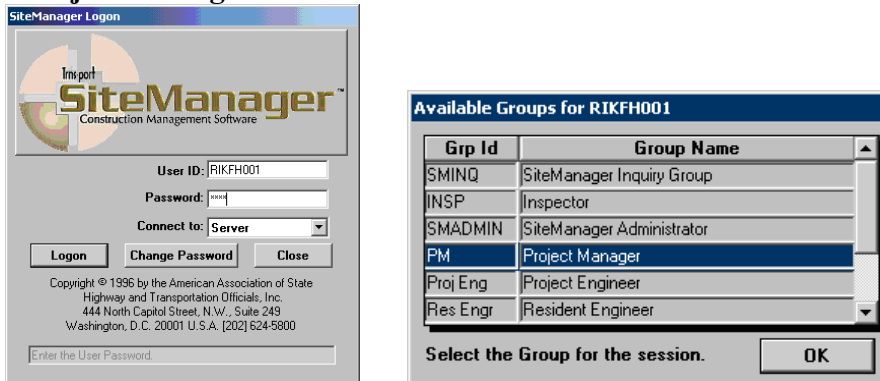 SiteManager Logon
Trns·port
SiteManager™
Construction Management Software
User ID: RIKFH001
Password: ****
Connect to: Server
Logon Change Password Close
Copyright © 1996 by the American Association of State
Highway and Transportation Officials, Inc.
444 North Capitol Street, N.W., Suite 249
Washington, D.C. 20001 U.S.A. [202] 624-5800
Enter the User Password.
Available Groups for RIKFH001
Grp Id Group Name
SMINQ SiteManager Inquiry Group
INSP Inspector
SMADMIN SiteManager Administrator
PM Project Manager
Proj Eng Project Engineer
Res Engr Resident Engineer
Select the Group for the session. OK